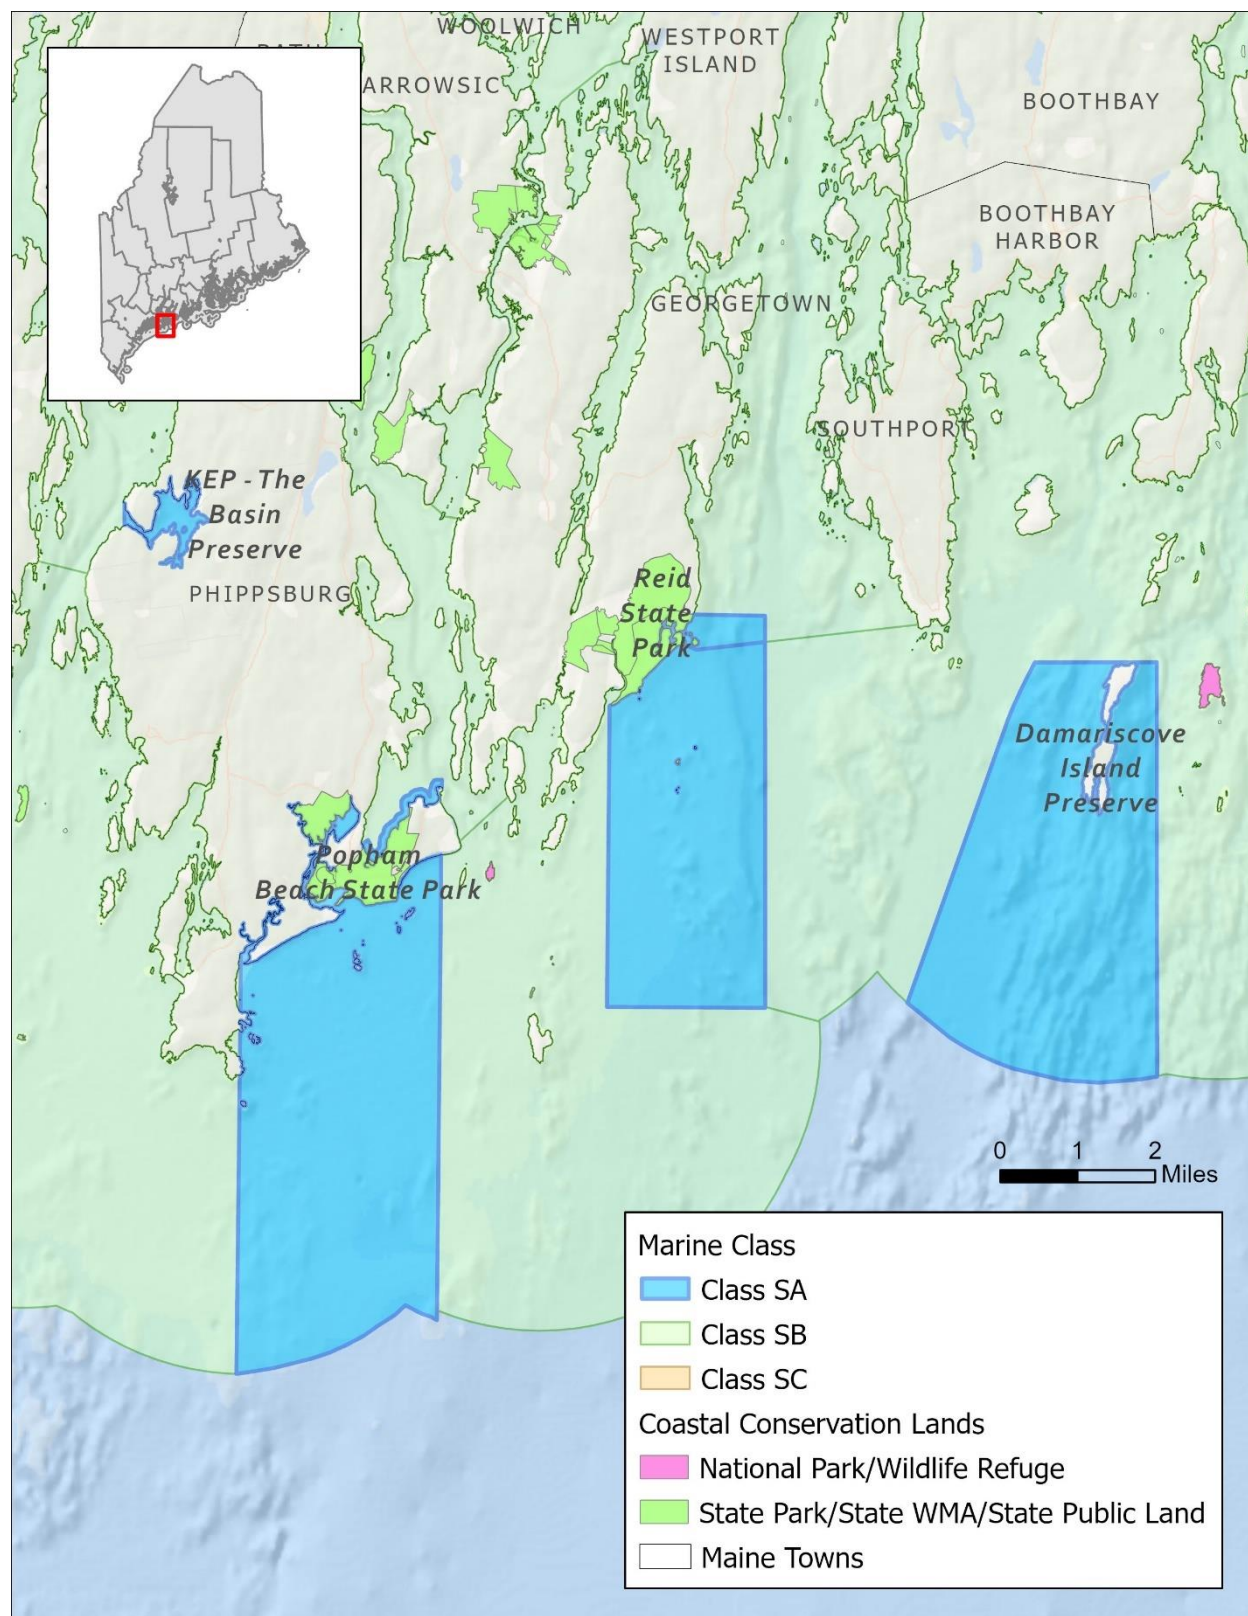 WOOLWICH
WESTPORT
ISLAND
ARROWSIC
BOOTHBAY
BOOTHBAY
HARBOR
GEORGETOWN
SOUTHPORT
KEP - The
Basin
Preserve
PHIPPSBURG
Reid
State
Park
Damariscove
Island
Preserve
Popham
Beach State Park
0 1 2
Miles
Marine Class
Class SA
Class SB
Class SC
Coastal Conservation Lands
National Park/Wildlife Refuge
State Park/State WMA/State Public Land
Maine Towns